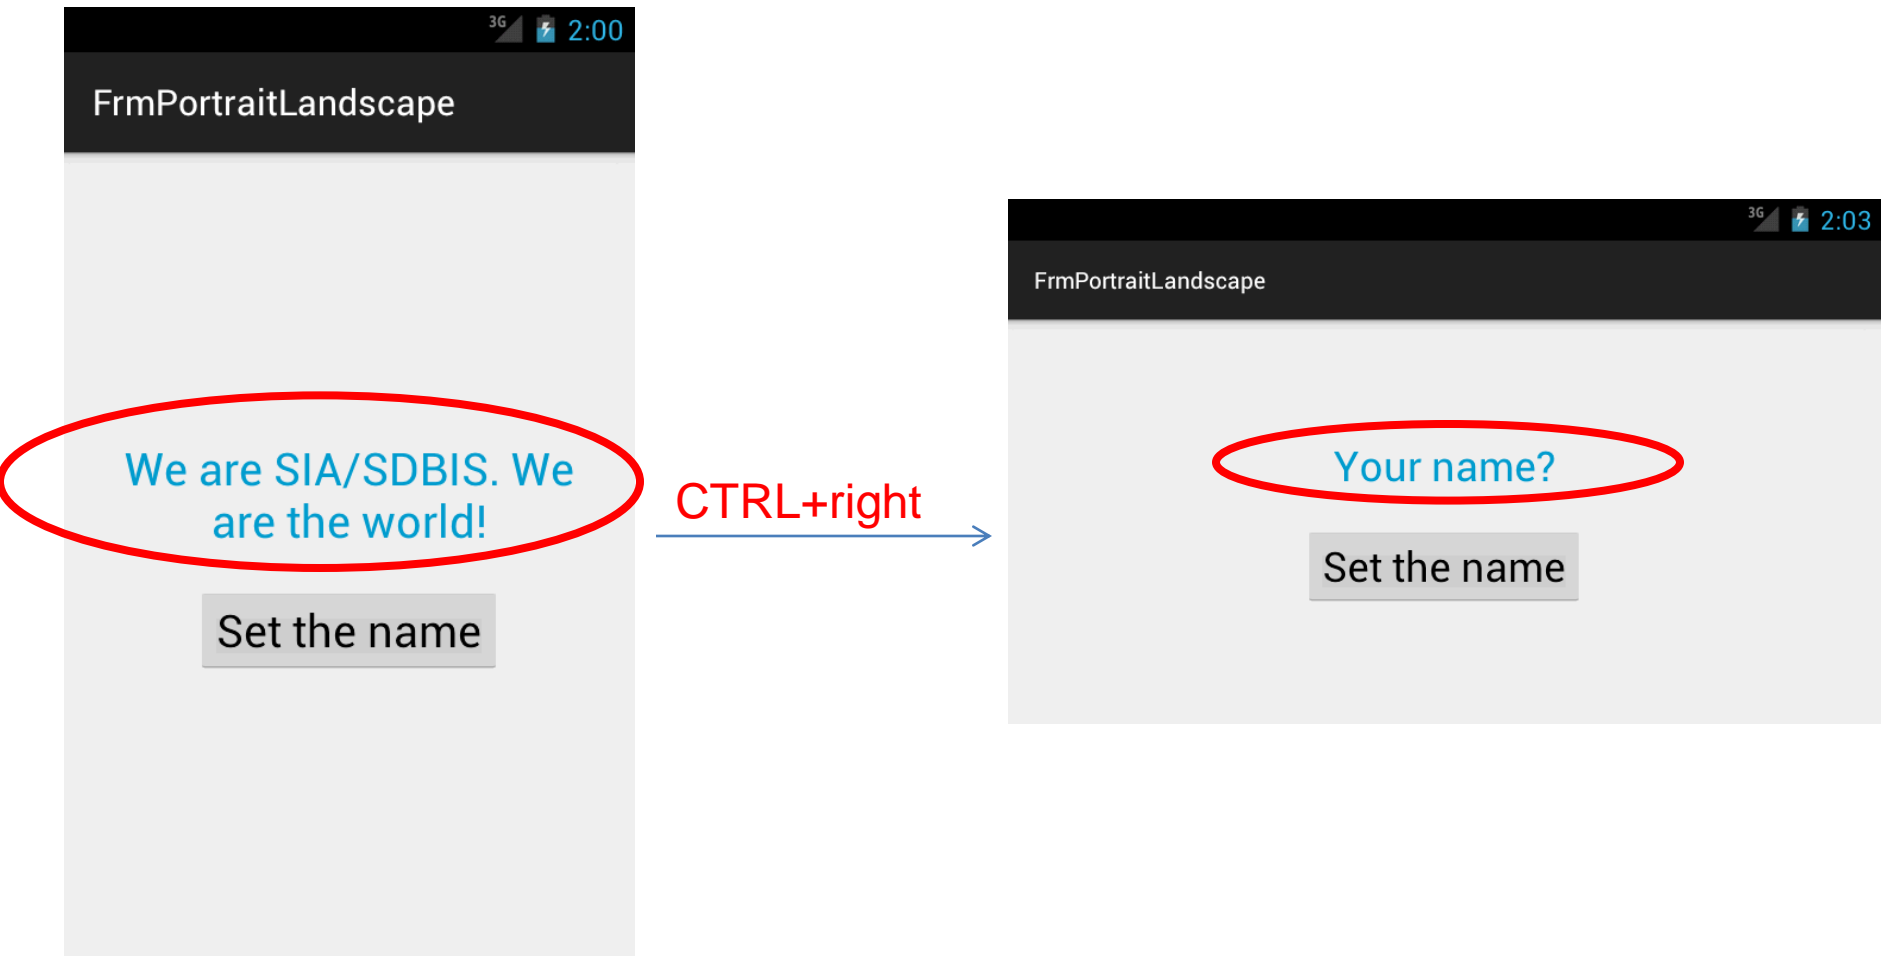 3G 2:00
FrmPortraitLandscape
We are SIA/SDBIS. We
are the world!
Set the name
CTRL+right
3G 2:03
FrmPortraitLandscape
Your name?
Set the name